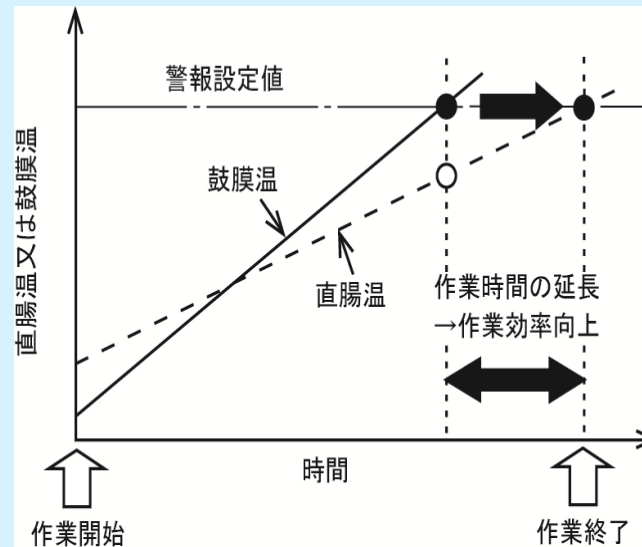 警報設定値
直腸温又は鼓膜温
鼓膜温
直腸温
作業時間の延長
→作業効率向上
時間
作業開始
作業終了